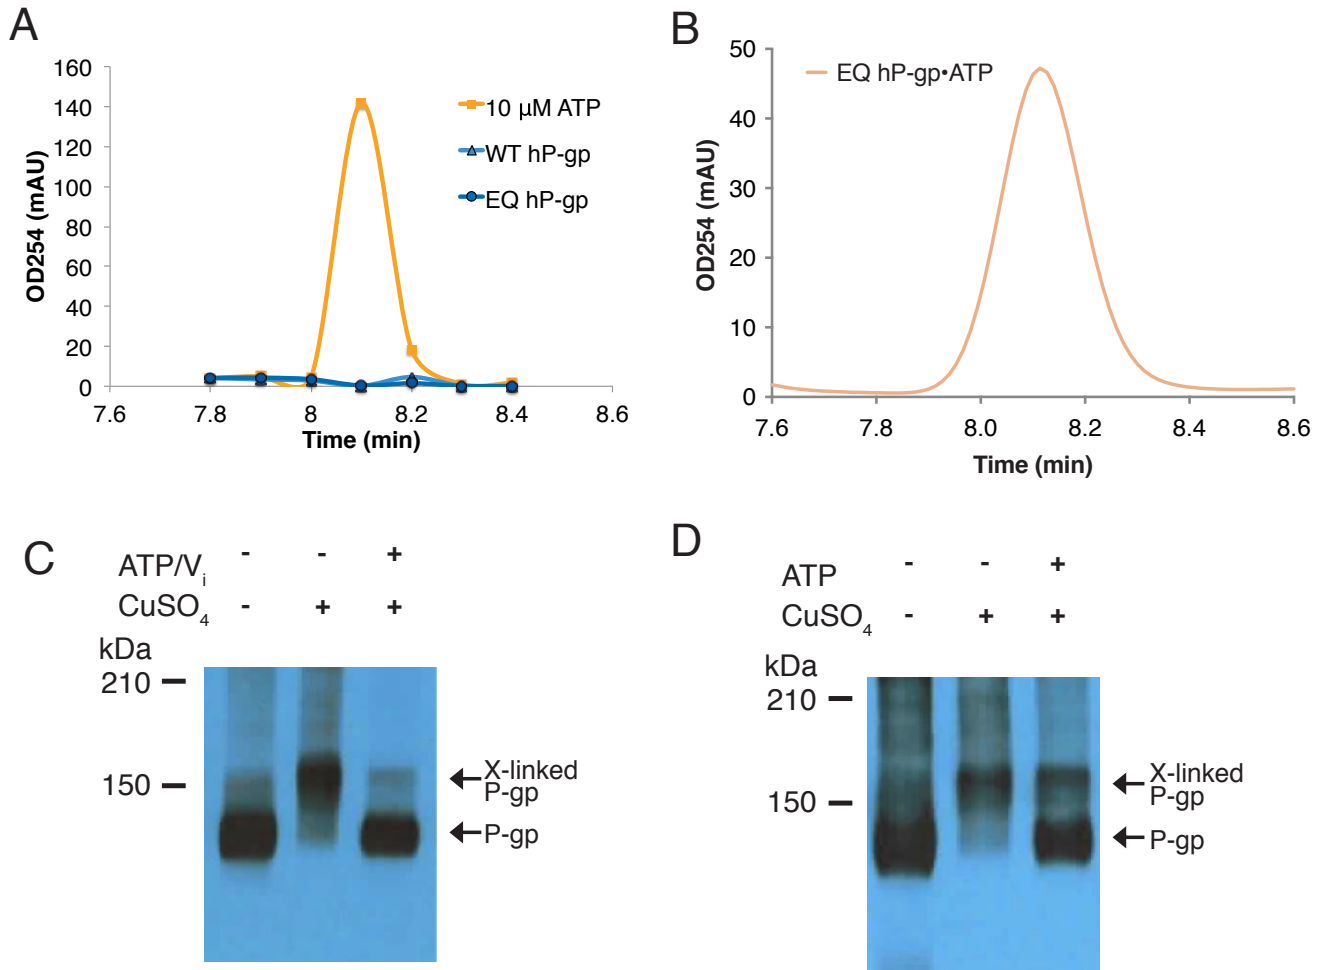 A
160
140
120
100
80
60
40
20
0
OD254 (mAU)
7.6
7.8
8
8.2
8.4
8.6
Time (min)
10 µM ATP
WT hP-gp
EQ hP-gp
B
50
40
30
20
10
0
OD254 (mAU)
7.6
7.8
8.0
8.2
8.4
8.6
Time (min)
EQ hP-gp•ATP
C
ATP/Vi - - +
CuSO4 - + +
kDa
210
150
X-linked
P-gp
P-gp
D
ATP - - +
CuSO4 - + +
kDa
210
150
X-linked
P-gp
P-gp